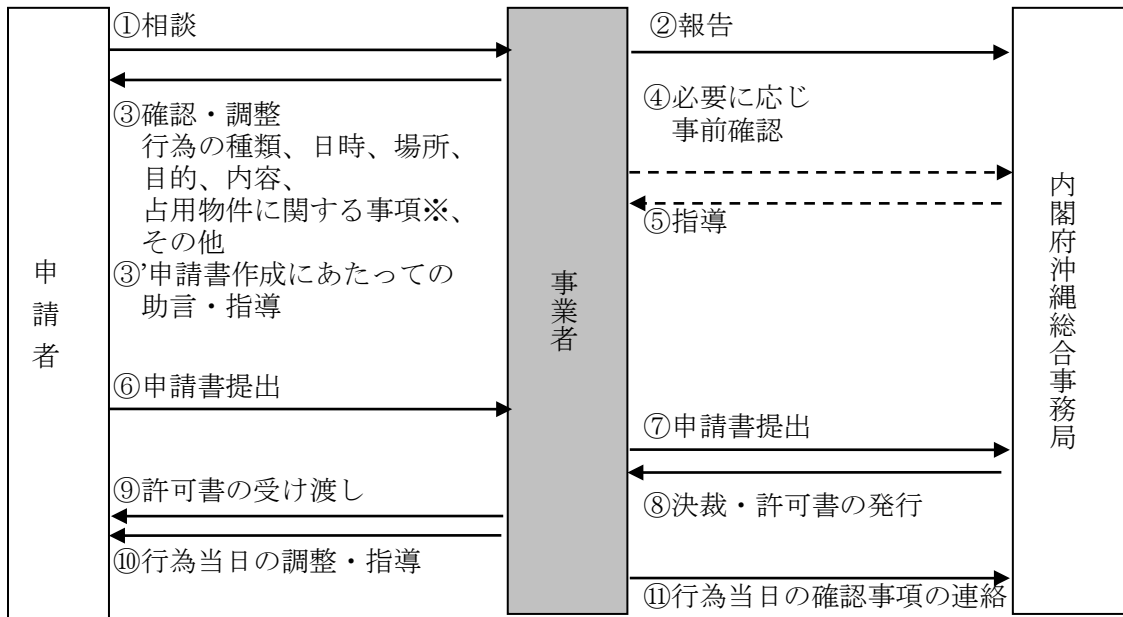 ①相談
②報告
③確認・調整
行為の種類、日時、場所、
目的、内容、
占用物件に関する事項※、
その他
③’申請書作成にあたっての
助言・指導
④必要に応じ
事前確認
⑤指導
申請者
事業者
内閣府沖縄総合事務局
⑥申請書提出
⑦申請書提出
⑧決裁・許可書の発行
⑨許可書の受け渡し
⑩行為当日の調整・指導
⑪行為当日の確認事項の連絡